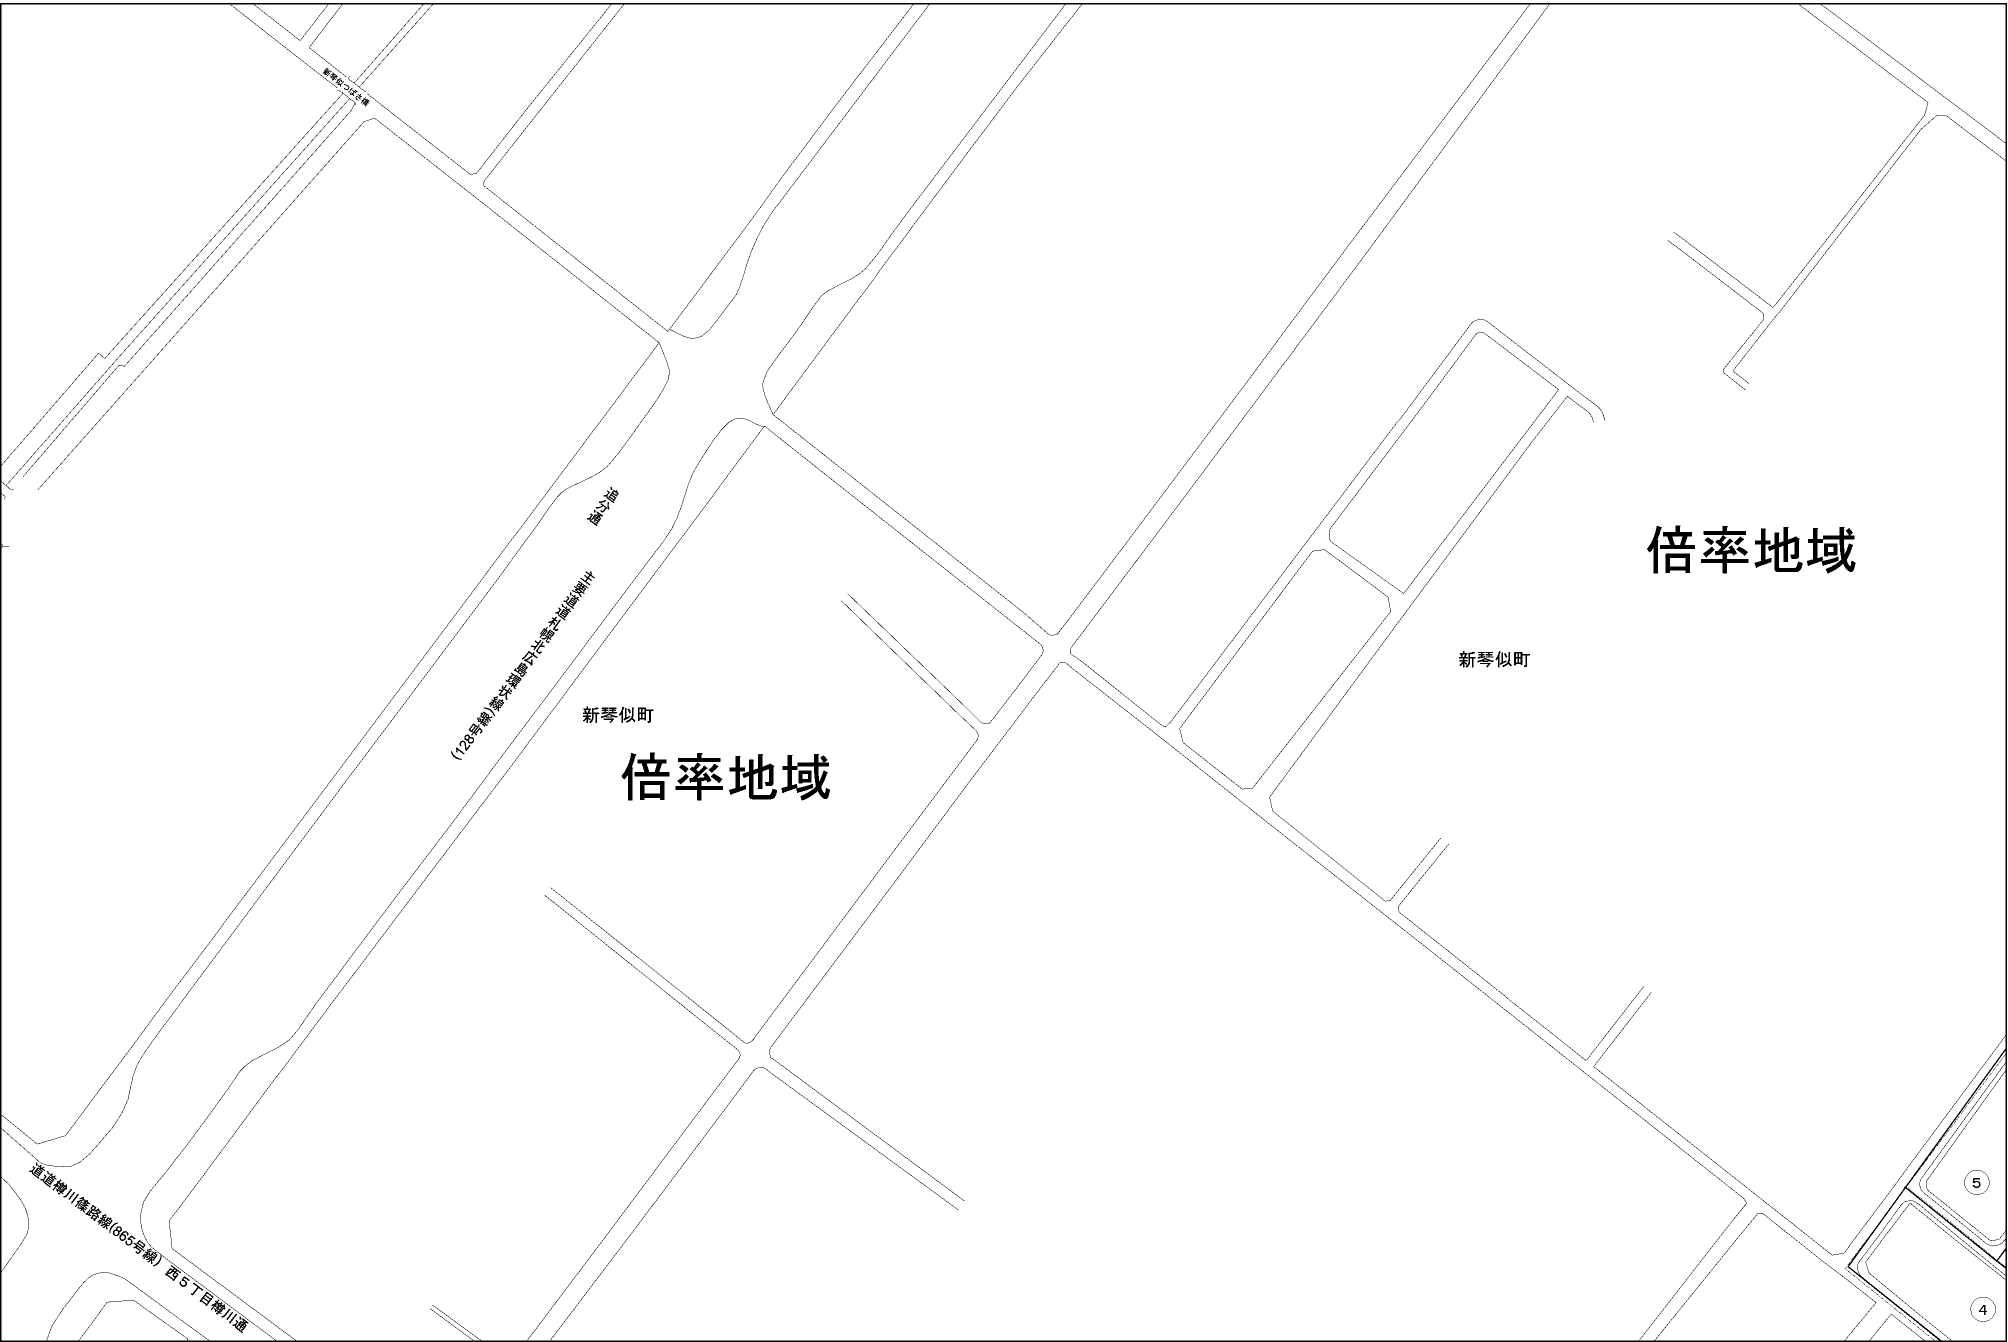 新琴似つばさ橋
追分通
主要道道札幌北広島環状線
(128号線)
新琴似町
倍率地域
倍率地域
新琴似町
道道樽川篠路線(865号線) 西5丁目樽川通
5
4